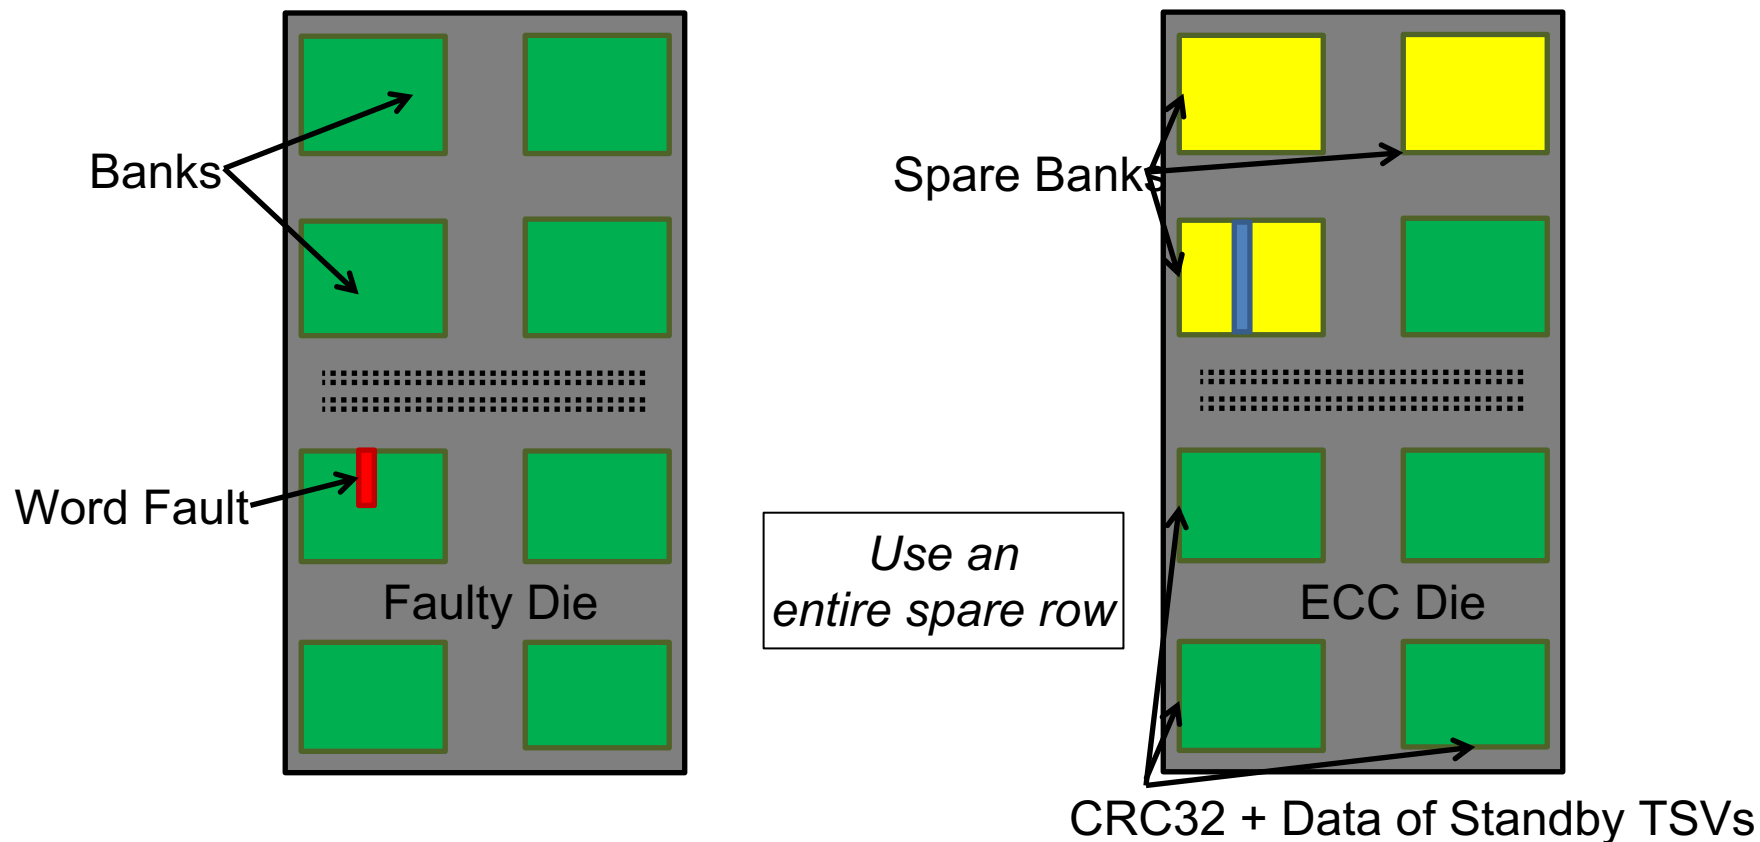 Banks
Spare Banks
Word Fault
Use an
entire spare row
Faulty Die
ECC Die
CRC32 + Data of Standby TSVs